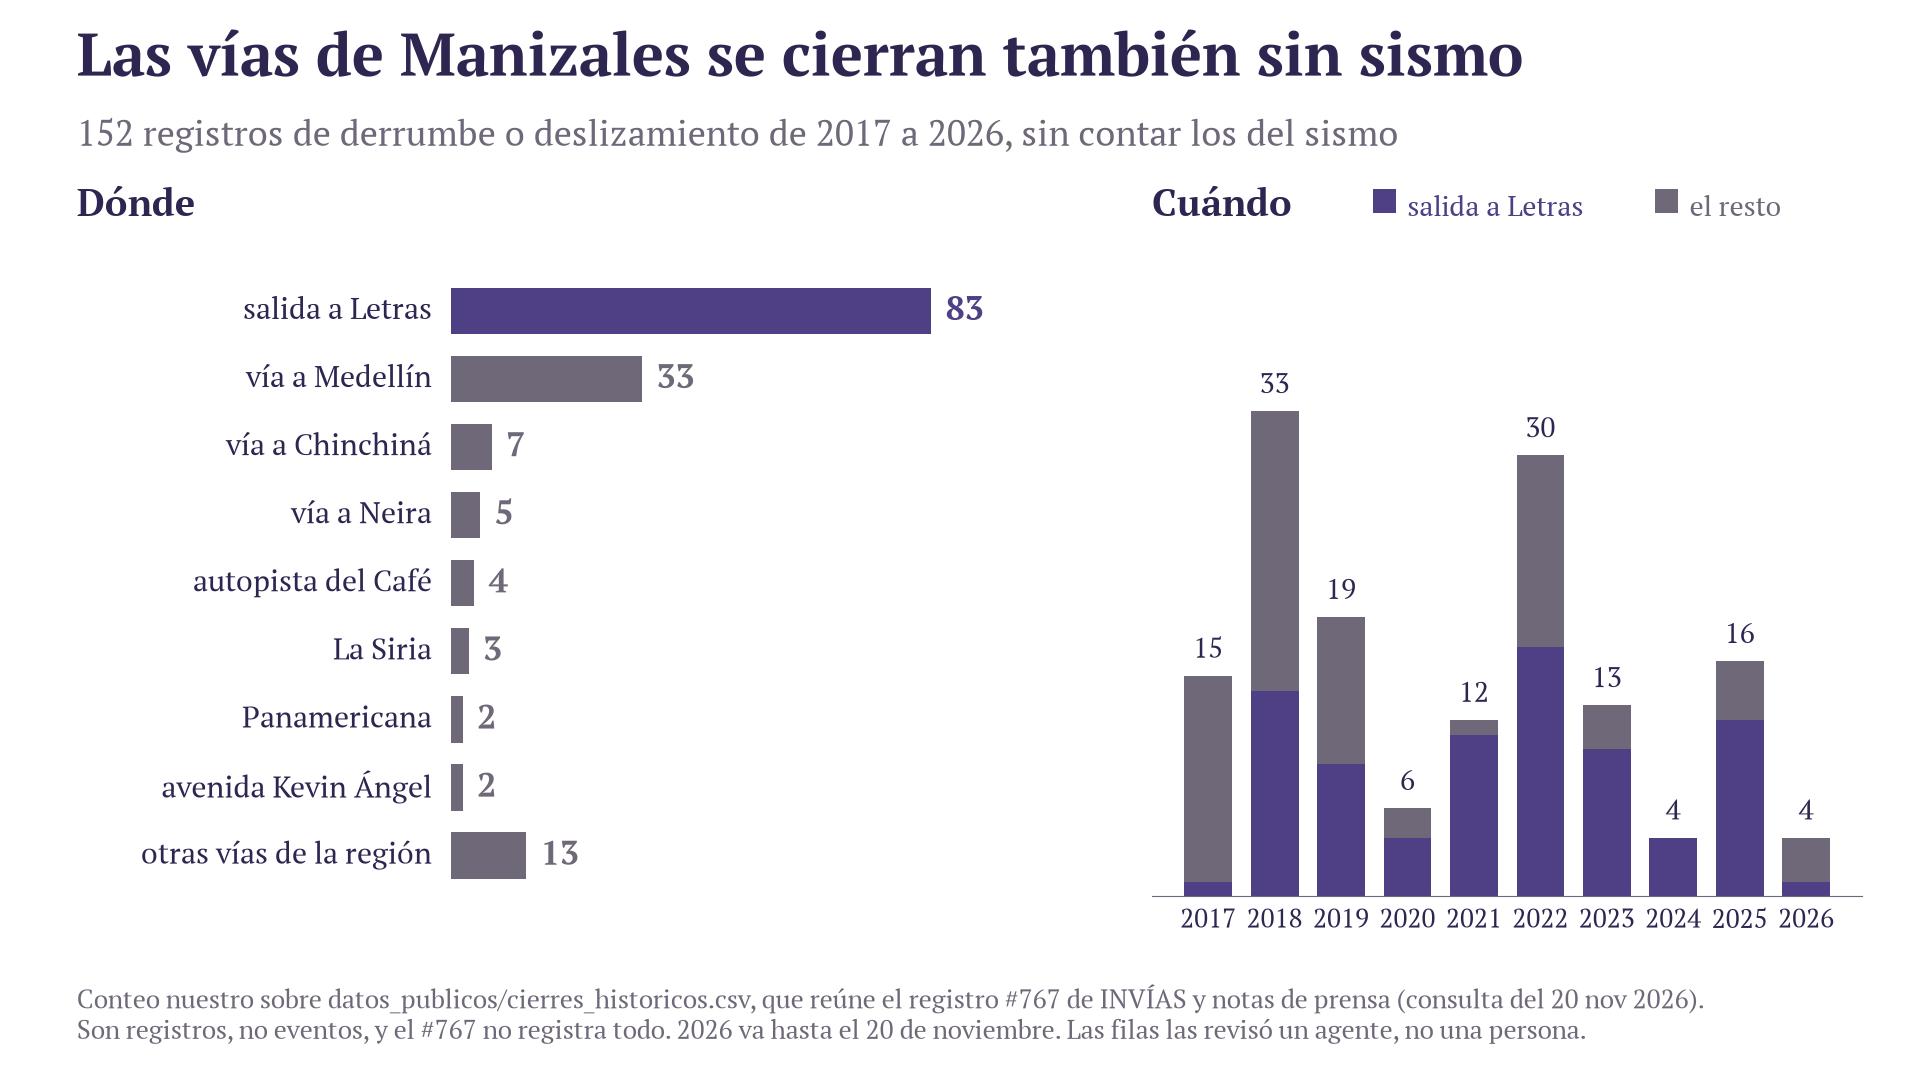 Las vías de Manizales se cierran también sin sismo
152 registros de derrumbe o deslizamiento de 2017 a 2026, sin contar los del sismo
Dónde
salida a Letras 83
vía a Medellín 33
vía a Chinchiná 7
vía a Neira 5
autopista del Café 4
La Siria 3
Panamericana 2
avenida Kevin Ángel 2
otras vías de la región 13
Cuándo
salida a Letras
el resto
15 33 19 6 12 30 13 4 16 4
2017 2018 2019 2020 2021 2022 2023 2024 2025 2026
Conteo nuestro sobre datos_publicos/cierres_historicos.csv, que reúne el registro #767 de INVÍAS y notas de prensa (consulta del 20 nov 2026).
Son registros, no eventos, y el #767 no registra todo. 2026 va hasta el 20 de noviembre. Las filas las revisó un agente, no una persona.